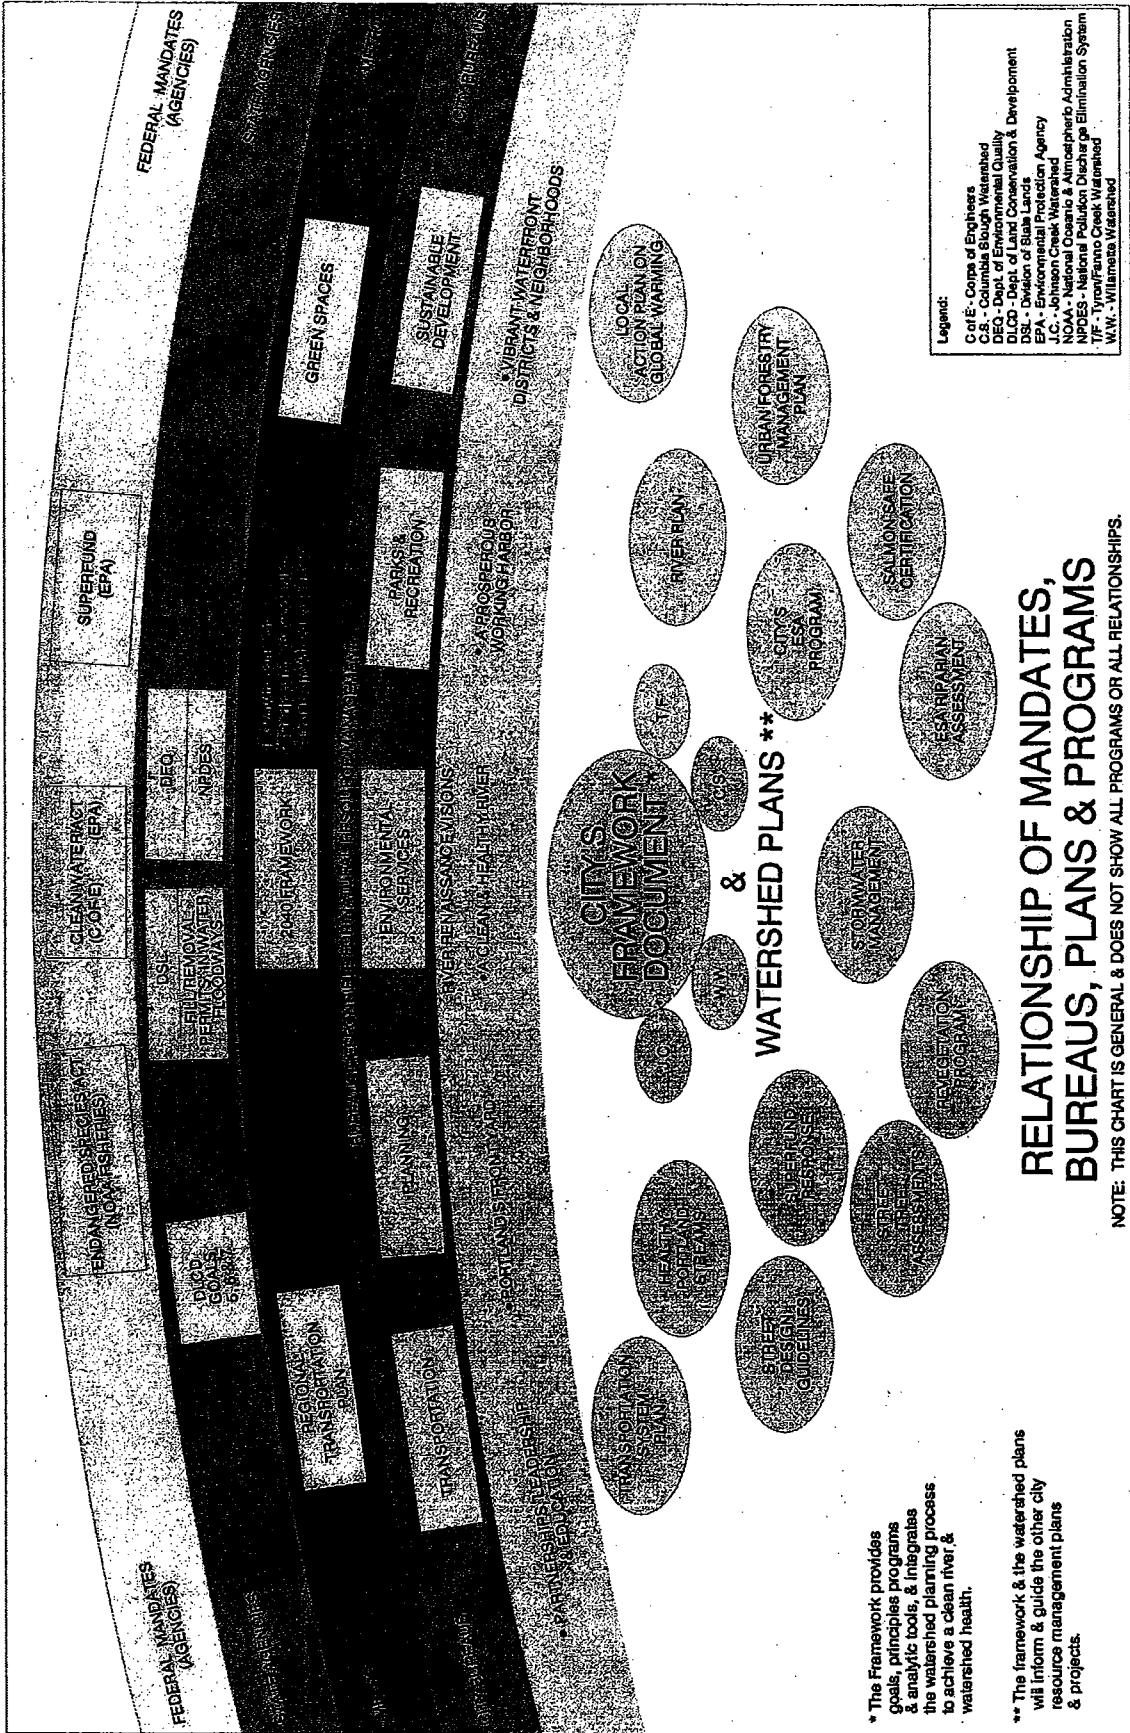 FEDERAL MANDATES
(AGENCIES)
ENDANGERED SPECIES ACT
(NOAA FISHERIES)
CLEAN WATER ACT
(C OF E) (EPA)
SUPERFUND
(EPA)
FEDERAL MANDATES
(AGENCIES)
DLCD
GOALS
DSL
FILL/REMOVAL
PERMITS IN WATER
FLOODWAYS
DEQ
NPDES
REGIONAL
TRANSPORTATION
PLAN
2040 FRAMEWORK
GREEN SPACES
TRANSPORTATION
PLANNING
ENVIRONMENTAL
SERVICES
PARKS &
RECREATION
SUSTAINABLE
DEVELOPMENT
BUREAUS
RIVER RENAISSANCE VISIONS
• PARTNERSHIPS LEADERSHIP
& EDUCATION
• PORTLAND'S FRONT YARD
• CLEAN & HEALTHY RIVER
• A PROSPEROUS
WORKING HARBOR
• VIBRANT WATERFRONT
DISTRICTS & NEIGHBORHOODS
CITY'S
FRAMEWORK
DOCUMENT *
J.C.
W.W.
C.S.
T/F
&
WATERSHED PLANS **
TRANSPORTATION
SYSTEM
PLAN
HEALTHY
PORTLAND
STREAMS
RIVER PLAN
LOCAL
ACTION PLAN ON
GLOBAL WARMING
STREET
DESIGN
GUIDELINES
SUPERFUND
RESPONSE
CITY'S
ESA
PROGRAM
URBAN FORESTRY
MANAGEMENT
PLAN
STREET
TREE
ASSESSMENTS
STORMWATER
MANAGEMENT
SALMON SAFE
CERTIFICATION
REVEGETATION
PROGRAM
ESA RIPARIAN
ASSESSMENT
* The Framework provides
goals, principles programs
& analytic tools, & integrates
the watershed planning process
to achieve a clean river &
watershed health.
** The framework & the watershed plans
will inform & guide the other city
resource management plans
& projects.
RELATIONSHIP OF MANDATES,
BUREAUS, PLANS & PROGRAMS
NOTE: THIS CHART IS GENERAL & DOES NOT SHOW ALL PROGRAMS OR ALL RELATIONSHIPS.
Legend:
C of E - Corps of Engineers
C.S. - Columbia Slough Watershed
DEQ - Dept. of Environmental Quality
DLCD - Dept. of Land Conservation & Development
DSL - Division of State Lands
EPA - Environmental Protection Agency
J.C. - Johnson Creek Watershed
NOAA - National Oceanic & Atmospheric Administration
NPDES - National Pollution Discharge Elimination System
T/F - Tyron/Fanno Creek Watershed
W.W. - Willamette Watershed